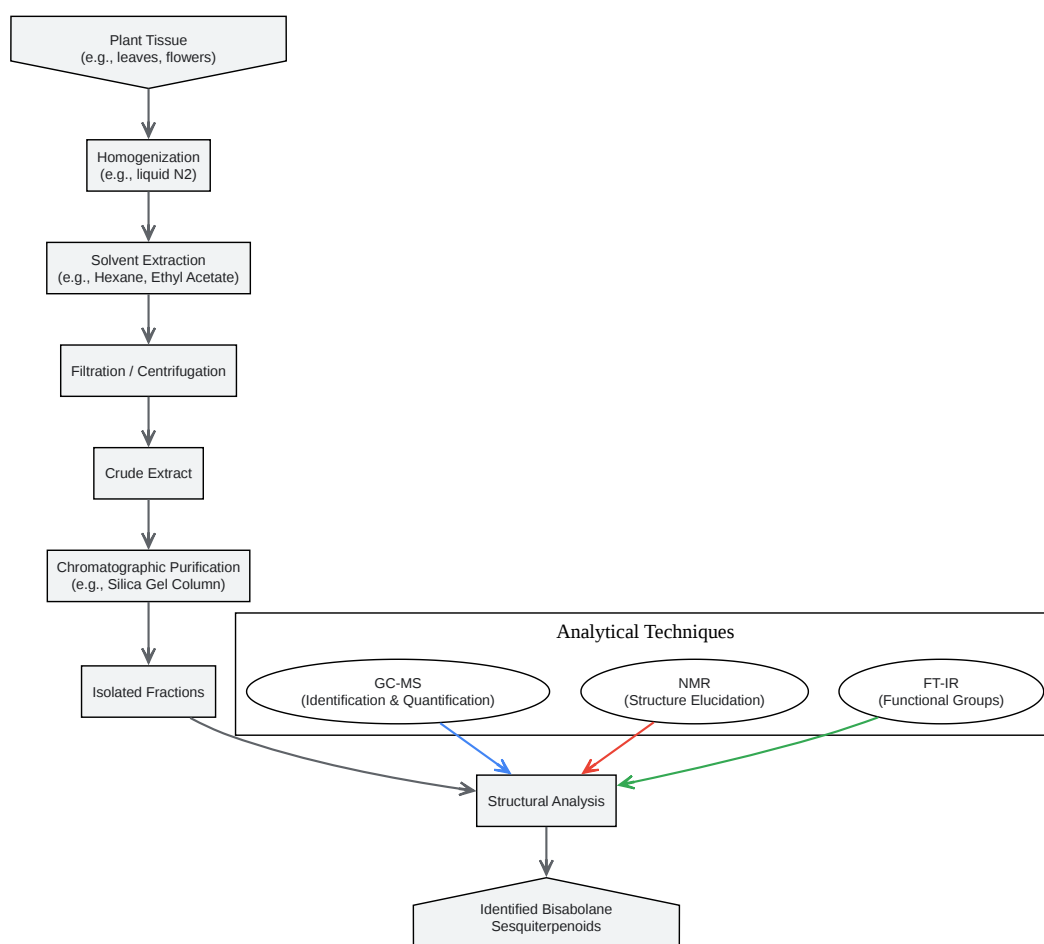 Plant Tissue
(e.g., leaves, flowers)
Homogenization
(e.g., liquid N2)
Solvent Extraction
(e.g., Hexane, Ethyl Acetate)
Filtration / Centrifugation
Crude Extract
Chromatographic Purification
(e.g., Silica Gel Column)
Isolated Fractions
Analytical Techniques
GC-MS
(Identification & Quantification)
NMR
(Structure Elucidation)
FT-IR
(Functional Groups)
Structural Analysis
Identified Bisabolane
Sesquiterpenoids